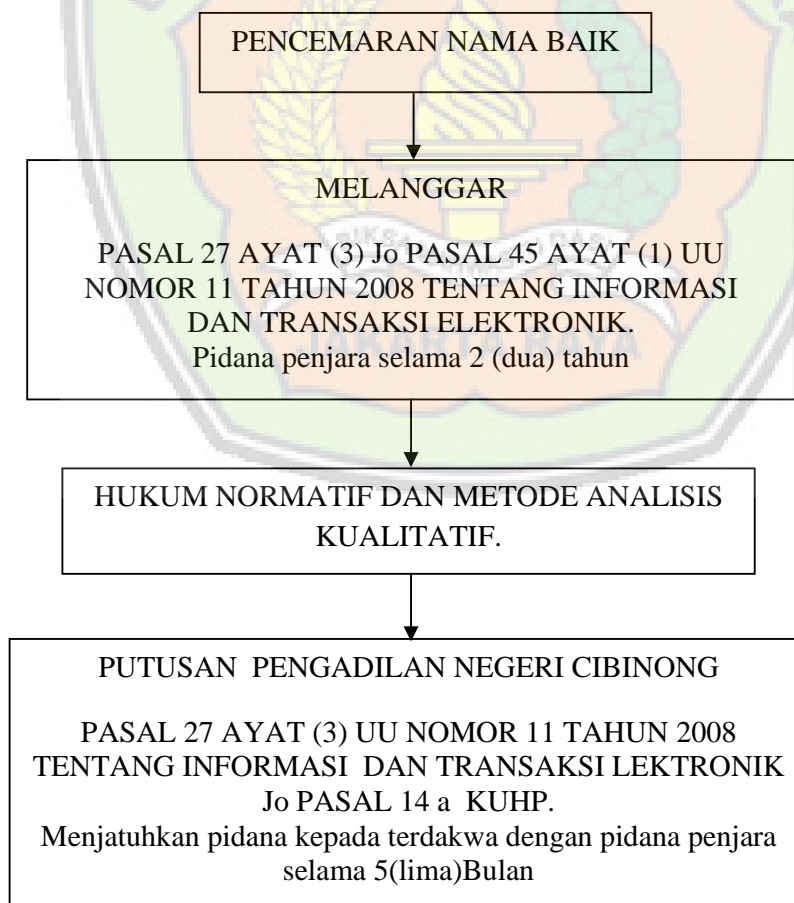 PENCEMARAN NAMA BAIK
MELANGGAR
PASAL 27 AYAT (3) Jo PASAL 45 AYAT (1) UU
NOMOR 11 TAHUN 2008 TENTANG INFORMASI
DAN TRANSAKSI ELEKTRONIK.
JAKARTA RAYA
Pidana penjara selama 2 (dua) tahun
HUKUM NORMATIF DAN METODE ANALISIS
KUALITATIF.
PUTUSAN PENGADILAN NEGERI CIBINONG
PASAL 27 AYAT (3) UU NOMOR 11 TAHUN 2008
TENTANG INFORMASI DAN TRANSAKSI LEKTRONIK
Jo PASAL 14 a KUHP.
Menjatuhkan pidana kepada terdakwa dengan pidana penjara
selama 5(lima)Bulan